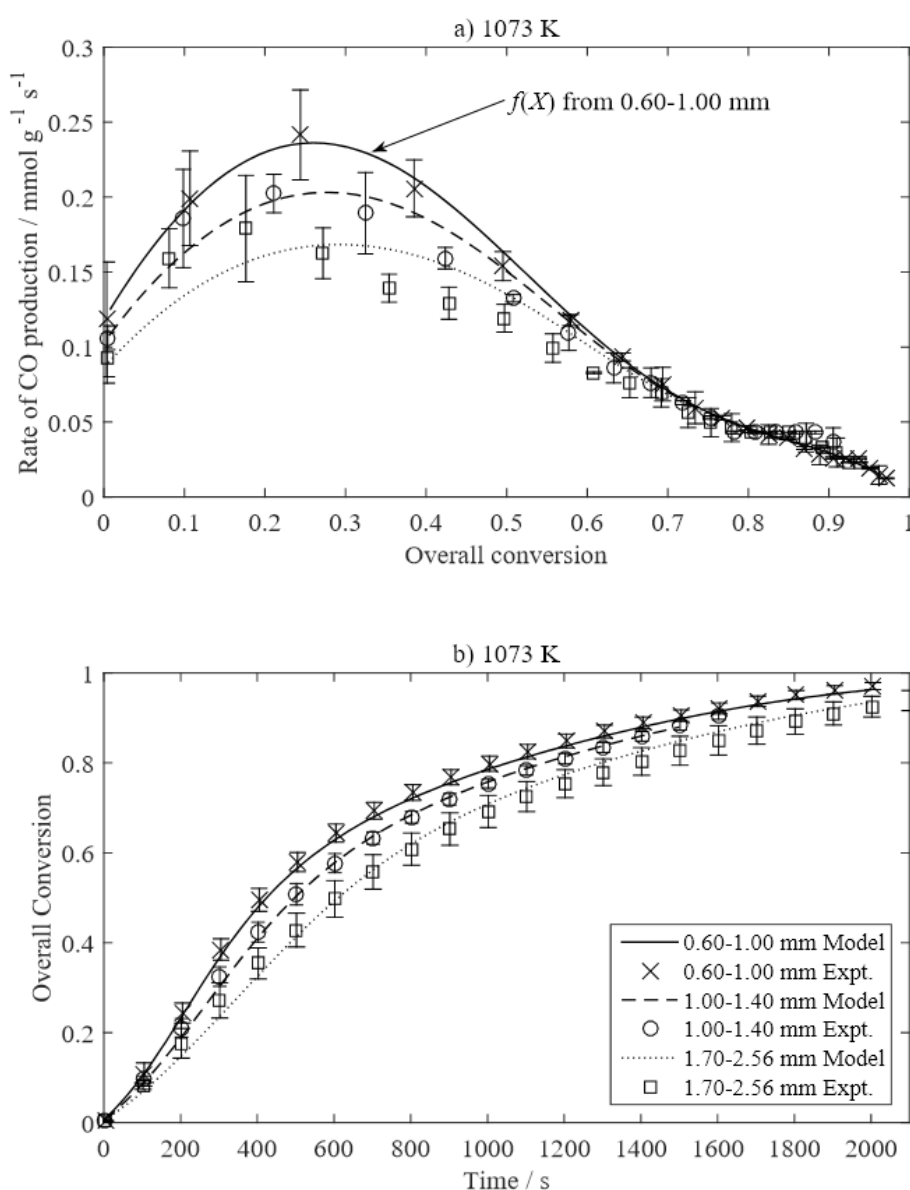 a) 1073 K
0.3
0.25
0.2
0.15
0.1
0.05
0
Rate of CO production / mmol g⁻¹ s⁻¹
f(X) from 0.60-1.00 mm
0 0.1 0.2 0.3 0.4 0.5 0.6 0.7 0.8 0.9 1
Overall conversion
b) 1073 K
1
0.8
0.6
0.4
0.2
0
Overall Conversion
0.60-1.00 mm Model
0.60-1.00 mm Expt.
1.00-1.40 mm Model
1.00-1.40 mm Expt.
1.70-2.56 mm Model
1.70-2.56 mm Expt.
0 200 400 600 800 1000 1200 1400 1600 1800 2000
Time / s